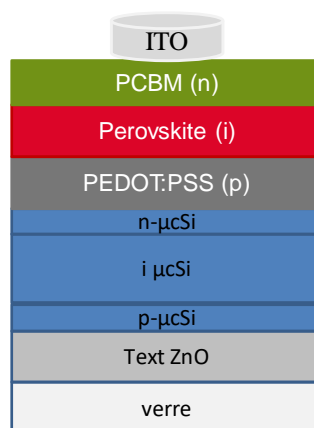 ITO
PCBM (n)
Perovskite (i)
PEDOT:PSS (p)
n-µcSi
i µcSi
p-µcSi
Text ZnO
verre